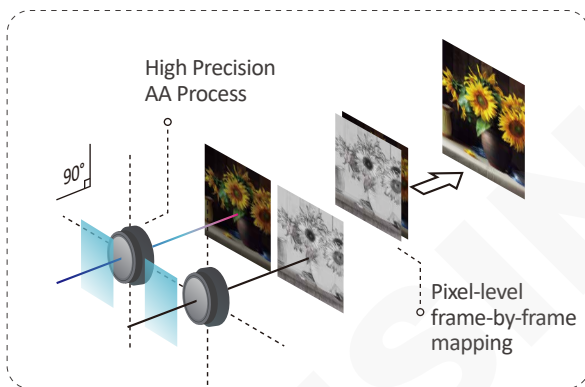 High Precision
AA Process
90°
Pixel-level
frame-by-frame
mapping